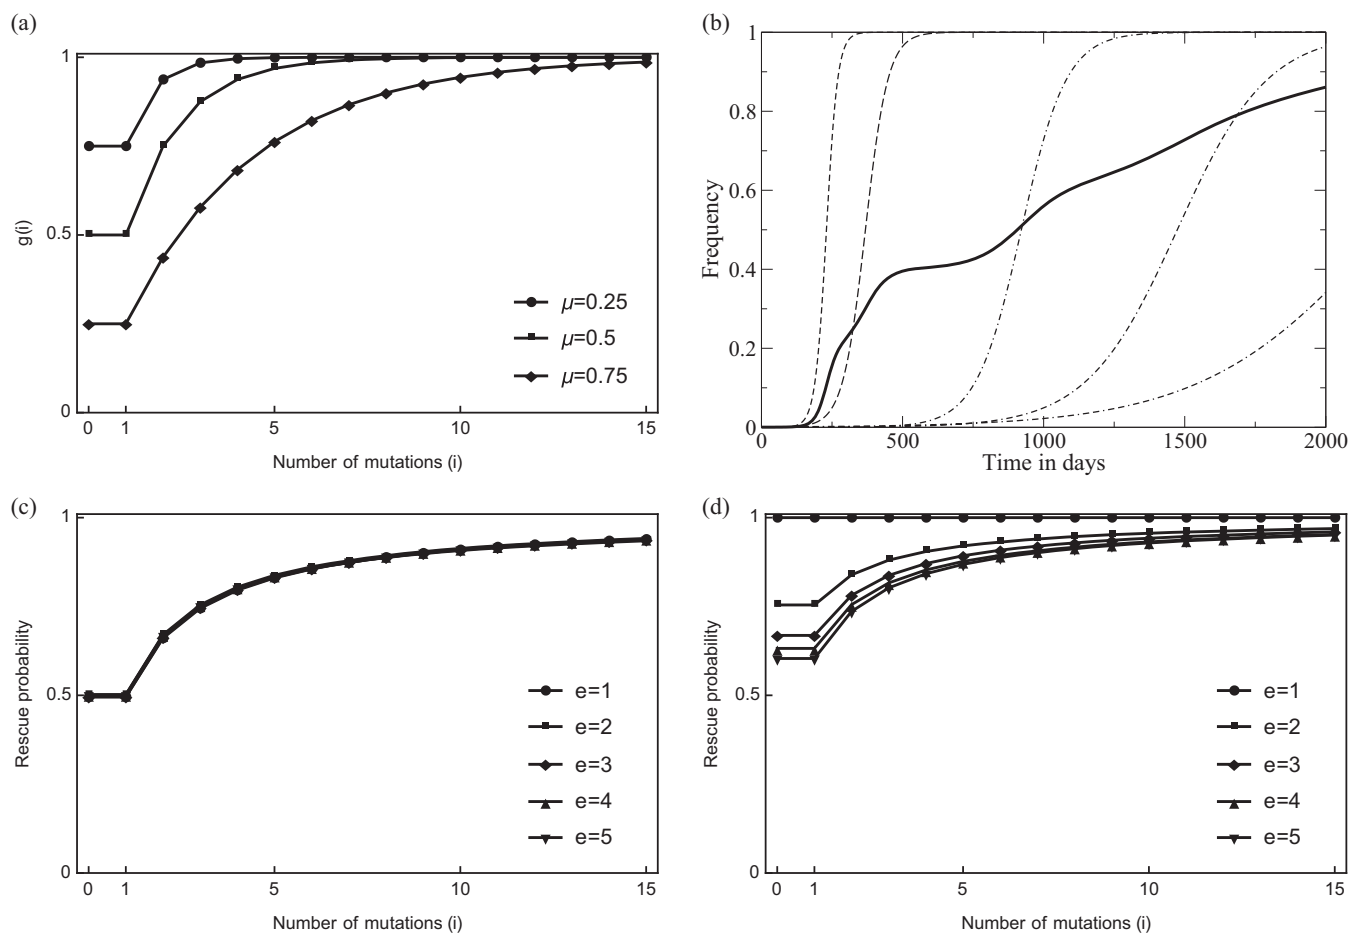 (a)
1
0.5
0
g(i)
μ=0.25
μ=0.5
μ=0.75
0 1 5 10 15
Number of mutations (i)
(b)
1
0.8
0.6
0.4
0.2
0
Frequency
0 500 1000 1500 2000
Time in days
(c)
1
0.5
0
Rescue probability
e=1
e=2
e=3
e=4
e=5
0 1 5 10 15
Number of mutations (i)
(d)
1
0.5
0
Rescue probability
e=1
e=2
e=3
e=4
e=5
0 1 5 10 15
Number of mutations (i)